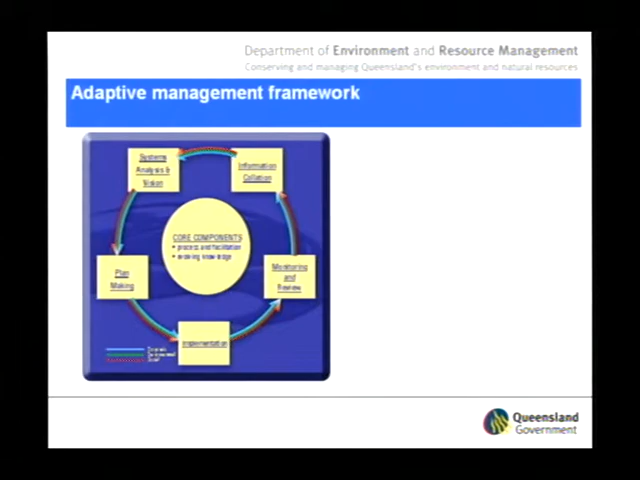 Department of Environment and Resource Management
Conserving and managing Queensland's environment and natural resources
Adaptive management framework
Systems
Analysis &
Vision
Information
Collation
CORE COMPONENTS
• process and facilitation
• evolving knowledge
Plan
Making
Monitoring
and
Review
Implementation
Queensland
Government